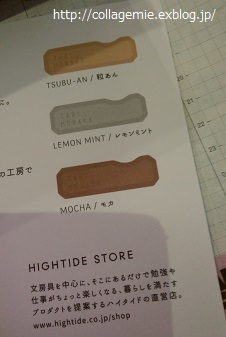 http://collagemie.exblog.jp/
TSUBU-AN / 粒あん
に。
LEMON MINT / レモンミント
の工房で
MOCHA / モカ
HIGHTIDE STORE
文房具を中心に、そこにあるだけで勉強や
仕事がちょっと楽しくなる、暮らしを満たす
プロダクトを提案するハイタイドの直営店。
www.hightide.co.jp/shop
20